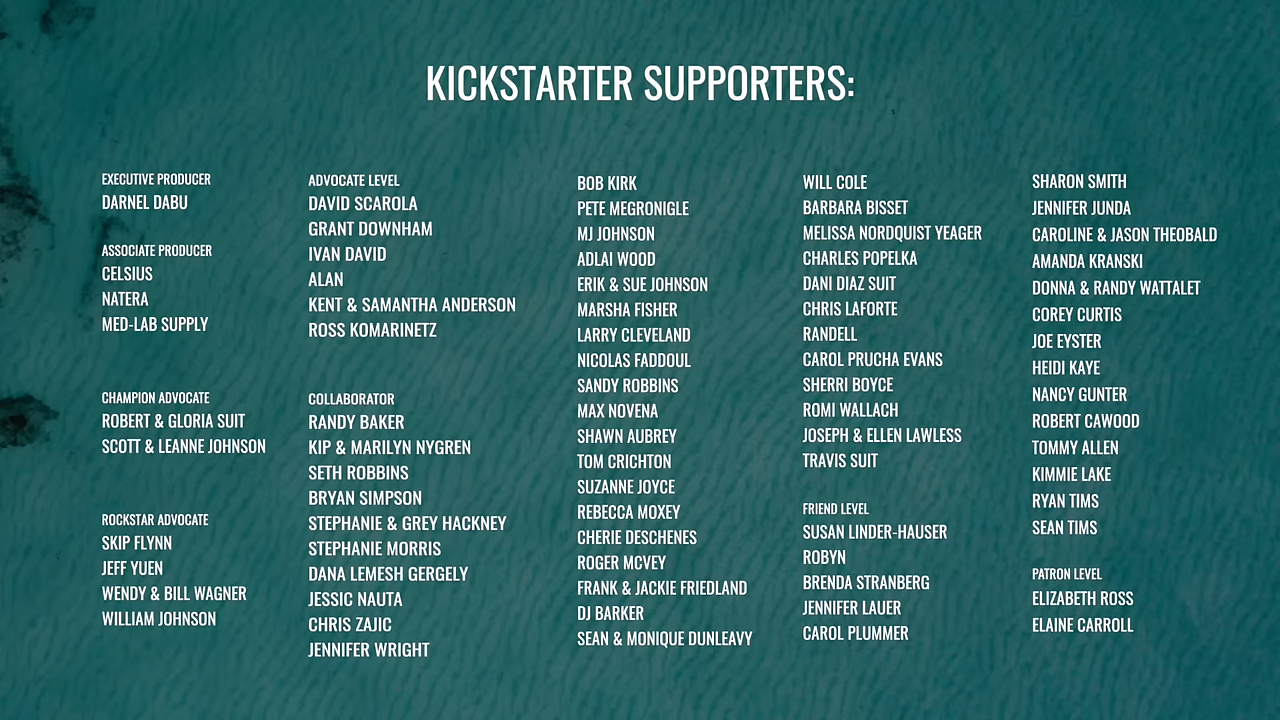 KICKSTARTER SUPPORTERS:
EXECUTIVE PRODUCER
DARNEL DABU
ASSOCIATE PRODUCER
CELSIUS
NATERA
MED-LAB SUPPLY
CHAMPION ADVOCATE
ROBERT & GLORIA SUIT
SCOTT & LEANNE JOHNSON
ROCKSTAR ADVOCATE
SKIP FLYNN
JEFF YUEN
WENDY & BILL WAGNER
WILLIAM JOHNSON
ADVOCATE LEVEL
DAVID SCAROLA
GRANT DOWNHAM
IVAN DAVID
ALAN
KENT & SAMANTHA ANDERSON
ROSS KOMARINETZ
COLLABORATOR
RANDY BAKER
KIP & MARILYN NYGREN
SETH ROBBINS
BRYAN SIMPSON
STEPHANIE & GREY HACKNEY
STEPHANIE MORRIS
DANA LEMESH GERGELY
JESSIC NAUTA
CHRIS ZAJIC
JENNIFER WRIGHT
BOB KIRK
PETE MEGRONIGLE
MJ JOHNSON
ADLAI WOOD
ERIK & SUE JOHNSON
MARSHA FISHER
LARRY CLEVELAND
NICOLAS FADDOUL
SANDY ROBBINS
MAX NOVENA
SHAWN AUBREY
TOM CRICHTON
SUZANNE JOYCE
REBECCA MOXEY
CHERIE DESCHENES
ROGER MCVEY
FRANK & JACKIE FRIEDLAND
DJ BARKER
SEAN & MONIQUE DUNLEAVY
WILL COLE
BARBARA BISSET
MELISSA NORDQUIST YEAGER
CHARLES POPELKA
DANI DIAZ SUIT
CHRIS LAFORTE
RANDELL
CAROL PRUCHA EVANS
SHERRI BOYCE
ROMI WALLACH
JOSEPH & ELLEN LAWLESS
TRAVIS SUIT
FRIEND LEVEL
SUSAN LINDER-HAUSER
ROBYN
BRENDA STRANBERG
JENNIFER LAUER
CAROL PLUMMER
SHARON SMITH
JENNIFER JUNDA
CAROLINE & JASON THEOBALD
AMANDA KRANSKI
DONNA & RANDY WATTALET
COREY CURTIS
JOE EYSTER
HEIDI KAYE
NANCY GUNTER
ROBERT CAWOOD
TOMMY ALLEN
KIMMIE LAKE
RYAN TIMS
SEAN TIMS
PATRON LEVEL
ELIZABETH ROSS
ELAINE CARROLL